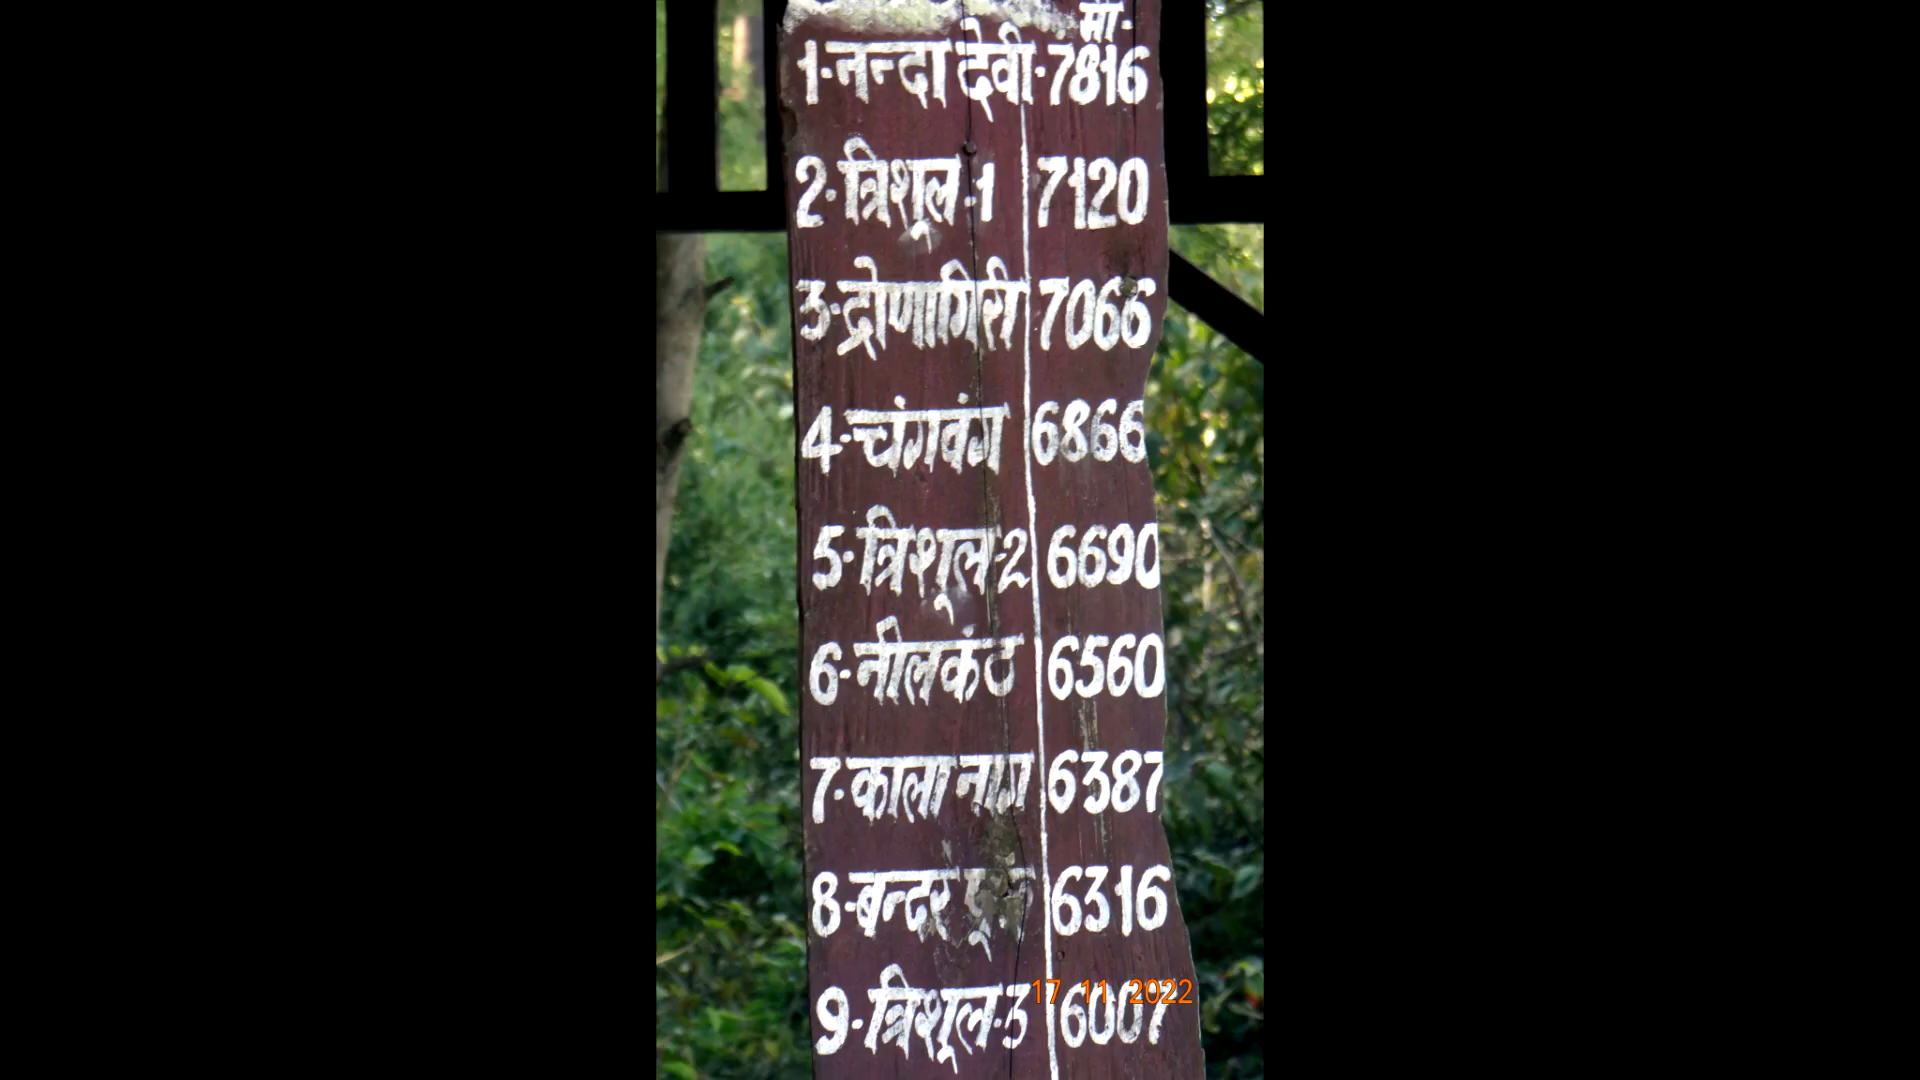 मी-
1-नन्दा देवी-7816
2-त्रिशूल-1 7120
3-द्रोणागिरी 7066
4-चंगवंग 6866
5-त्रिशूल-2 6690
6-नीलकंठ 6560
7-काला नाग 6387
8-बन्दर 6316
9-त्रिशूल-3 6007
17 11 2022